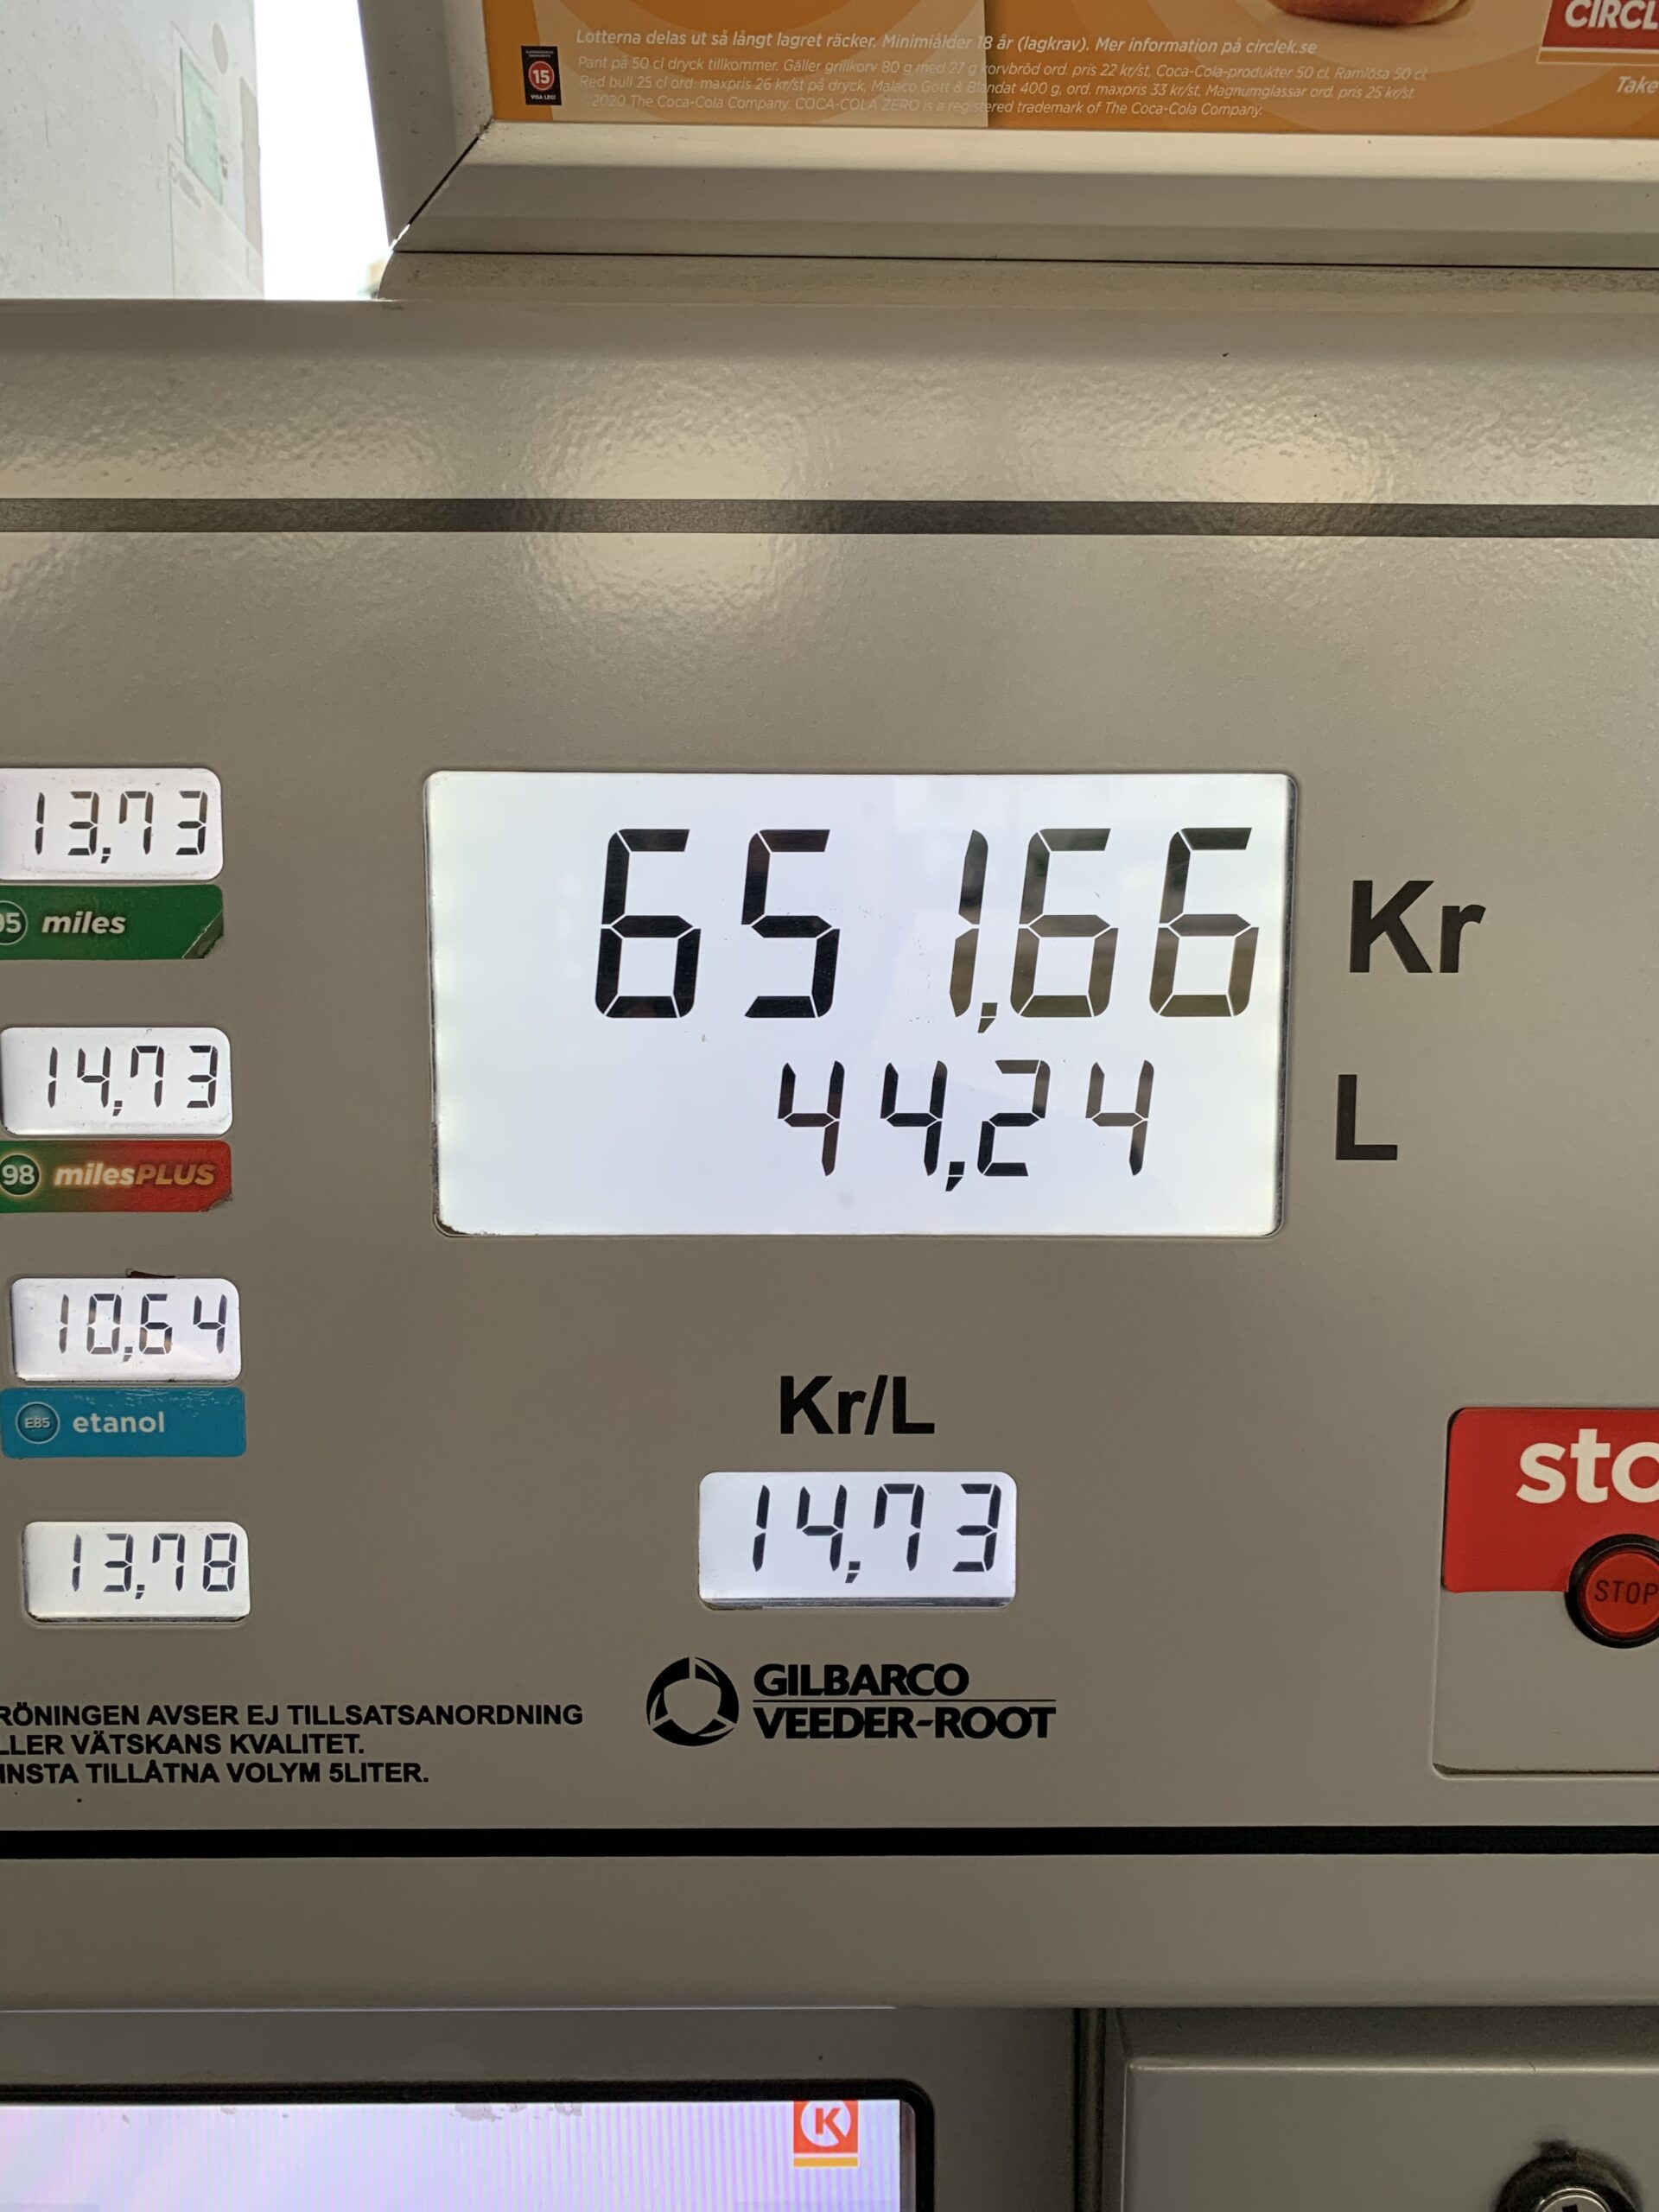 Lotterna delas ut så långt lagret räcker. Minimiålder 18 år (lagkrav). Mer information på circlek.se
Pant på 50 cl dryck tillkommer. Gäller grillkorv 80 g med 27 g korvbröd ord. pris 22 kr/st, Coca-Cola-produkter 50 cl, Ramlösa 50 cl,
Red bull 25 cl ord. maxpris 26 kr/st på dryck, Malaco Gott & Blandat 400 g, ord. maxpris 33 kr/st, Magnumglassar ord. pris 25 kr/st.
2020 The Coca-Cola Company. COCA-COLA ZERO is a registered trademark of The Coca-Cola Company.
15
CIRCL
Take
13,73
95 miles
14,73
98 milesPLUS
10,64
E85 etanol
13,78
651,66 Kr
44,24 L
Kr/L
14,73
sto
STOP
GILBARCO
VEEDER-ROOT
RÖNINGEN AVSER EJ TILLSATSANORDNING
LLER VÄTSKANS KVALITET.
INSTA TILLÅTNA VOLYM 5LITER.
K